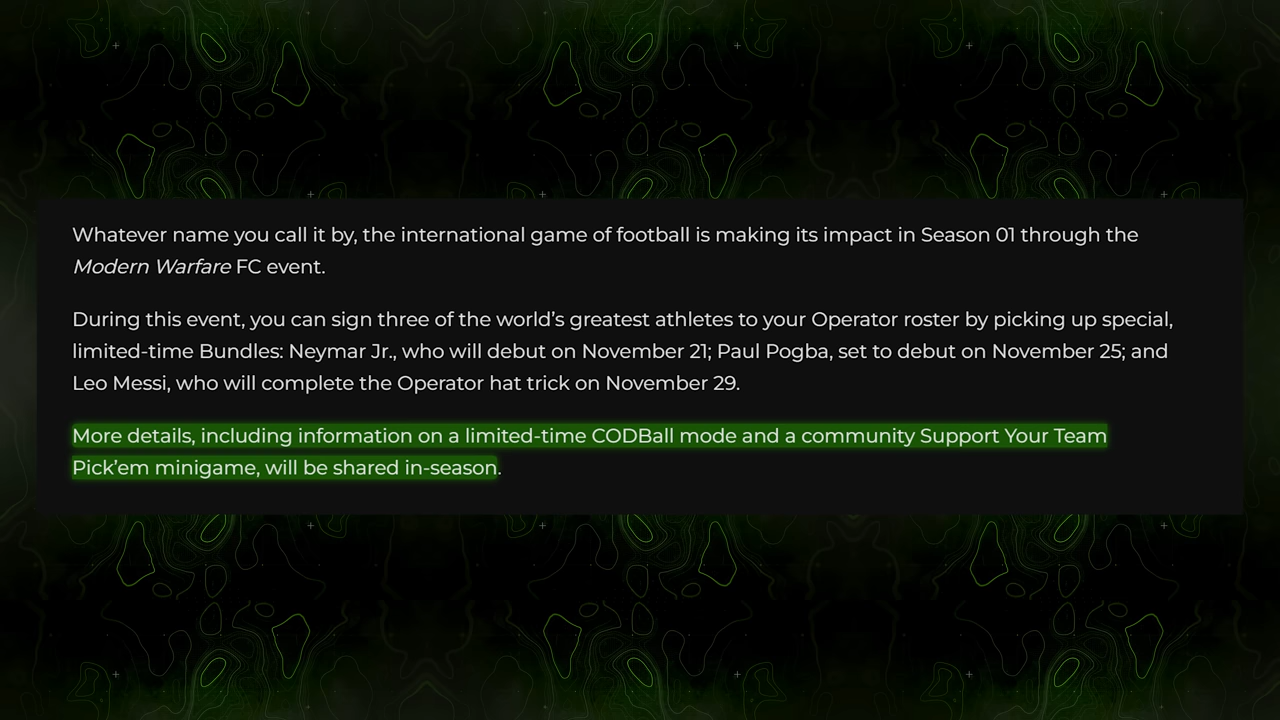 Whatever name you call it by, the international game of football is making its impact in Season 01 through the
Modern Warfare FC event.
During this event, you can sign three of the world’s greatest athletes to your Operator roster by picking up special,
limited-time Bundles: Neymar Jr., who will debut on November 21; Paul Pogba, set to debut on November 25; and
Leo Messi, who will complete the Operator hat trick on November 29.
More details, including information on a limited-time CODBall mode and a community Support Your Team
Pick’em minigame, will be shared in-season.